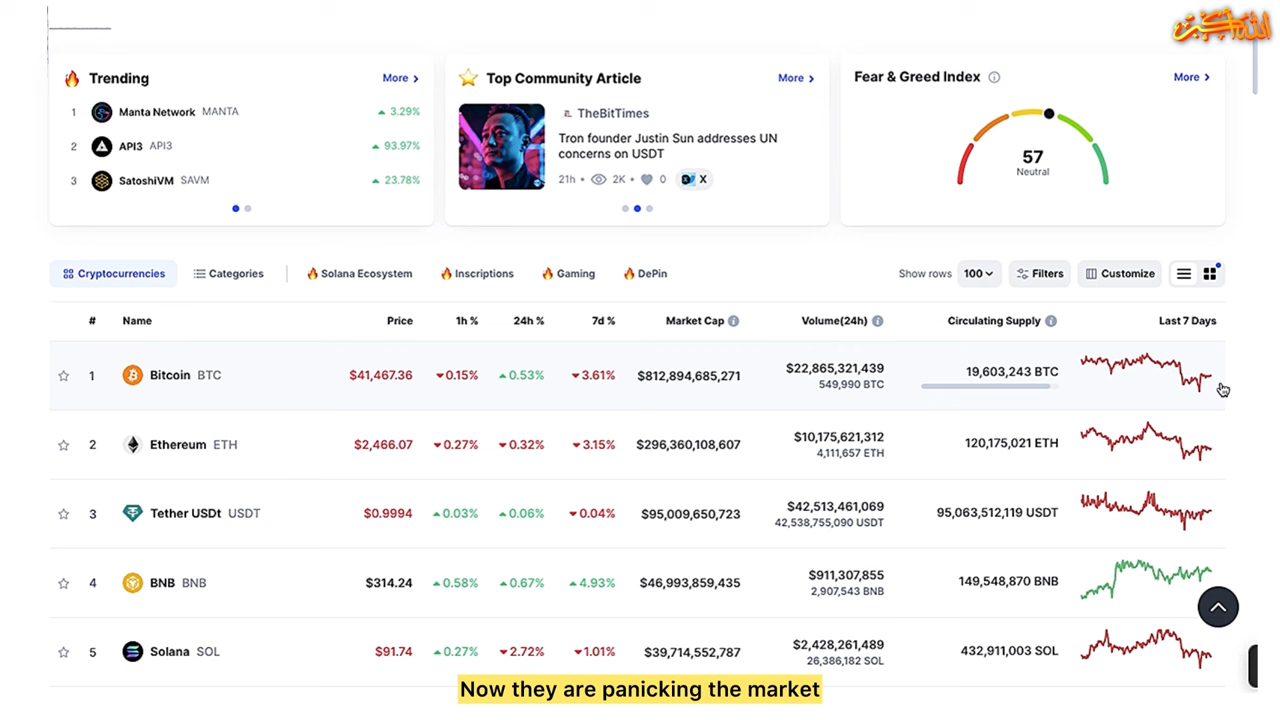 الله أكبر
Trending
More >
Top Community Article
More >
Fear & Greed Index
More >
1 Manta Network MANTA 3.29%
2 API3 API3 93.97%
3 SatoshiVM SAVM 23.78%
TheBitTimes
Tron founder Justin Sun addresses UN
concerns on USDT
21h • 2K • 0 X
57
Neutral
Cryptocurrencies Categories Solana Ecosystem Inscriptions Gaming DePin Show rows 100 Filters Customize
# Name Price 1h % 24h % 7d % Market Cap Volume(24h) Circulating Supply Last 7 Days
1 Bitcoin BTC $41,467.36 0.15% 0.53% 3.61% $812,894,685,271 $22,865,321,439 19,603,243 BTC
549,990 BTC
2 Ethereum ETH $2,466.07 0.27% 0.32% 3.15% $296,360,108,607 $10,175,621,312 120,175,021 ETH
4,111,657 ETH
3 Tether USDt USDT $0.9994 0.03% 0.06% 0.04% $95,009,650,723 $42,513,461,069 95,063,512,119 USDT
42,538,755,090 USDT
4 BNB BNB $314.24 0.58% 0.67% 4.93% $46,993,859,435 $911,307,855 149,548,870 BNB
2,907,543 BNB
5 Solana SOL $91.74 0.27% 2.72% 1.01% $39,714,552,787 $2,428,261,489 432,911,003 SOL
26,386,182 SOL
Now they are panicking the market